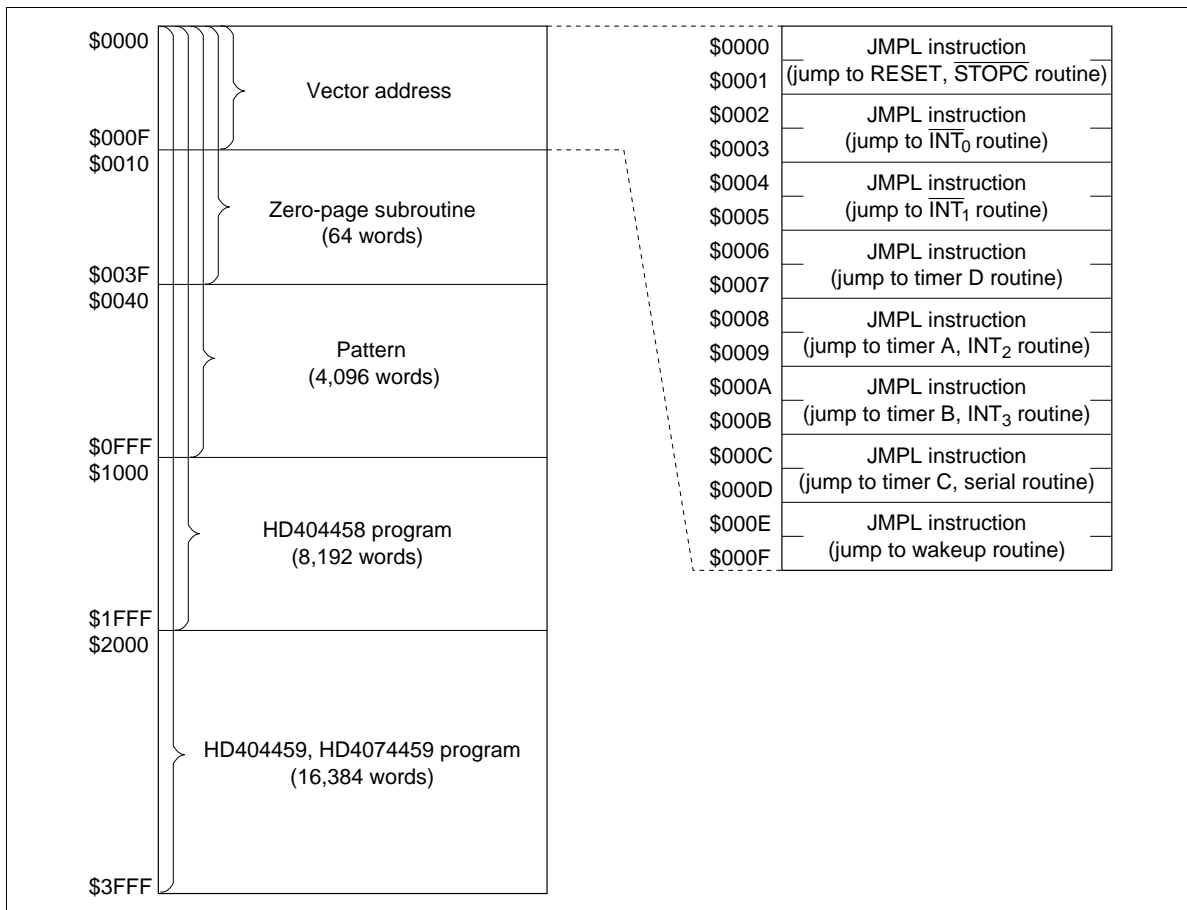 $0000
Vector address
$000F
$0010
Zero-page subroutine
(64 words)
$003F
$0040
Pattern
(4,096 words)
$0FFF
$1000
HD404458 program
(8,192 words)
$1FFF
$2000
HD404459, HD4074459 program
(16,384 words)
$3FFF
$0000
JMPL instruction
$0001
(jump to RESET, S̅T̅O̅P̅C̅ routine)
$0002
JMPL instruction
$0003
(jump to I̅N̅T̅₀ routine)
$0004
JMPL instruction
$0005
(jump to I̅N̅T̅₁ routine)
$0006
JMPL instruction
$0007
(jump to timer D routine)
$0008
JMPL instruction
$0009
(jump to timer A, INT₂ routine)
$000A
JMPL instruction
$000B
(jump to timer B, INT₃ routine)
$000C
JMPL instruction
$000D
(jump to timer C, serial routine)
$000E
JMPL instruction
$000F
(jump to wakeup routine)